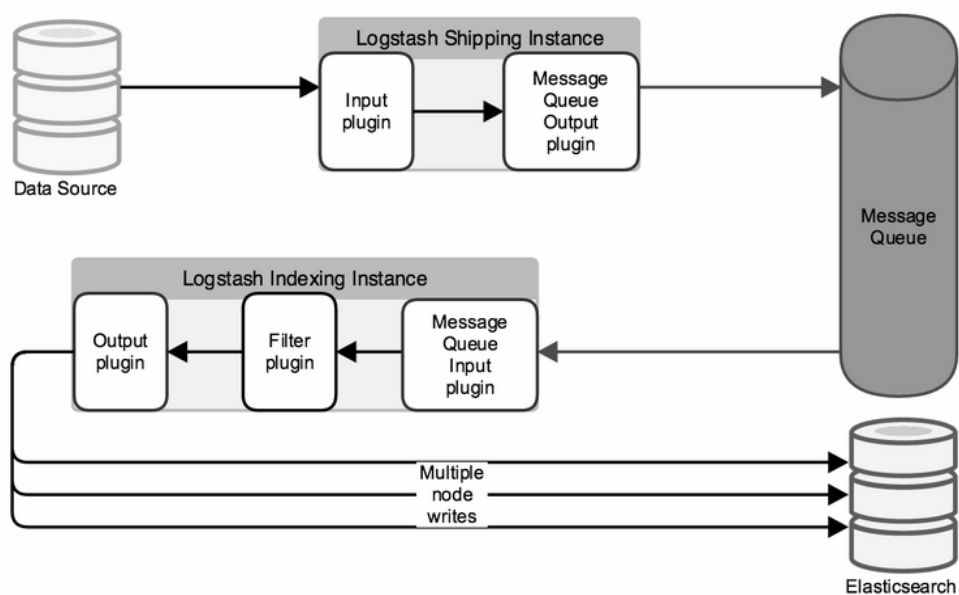 Logstash Shipping Instance
Input
plugin
Message
Queue
Output
plugin
Data Source
Message
Queue
Logstash Indexing Instance
Output
plugin
Filter
plugin
Message
Queue
Input
plugin
Multiple
node
writes
Elasticsearch